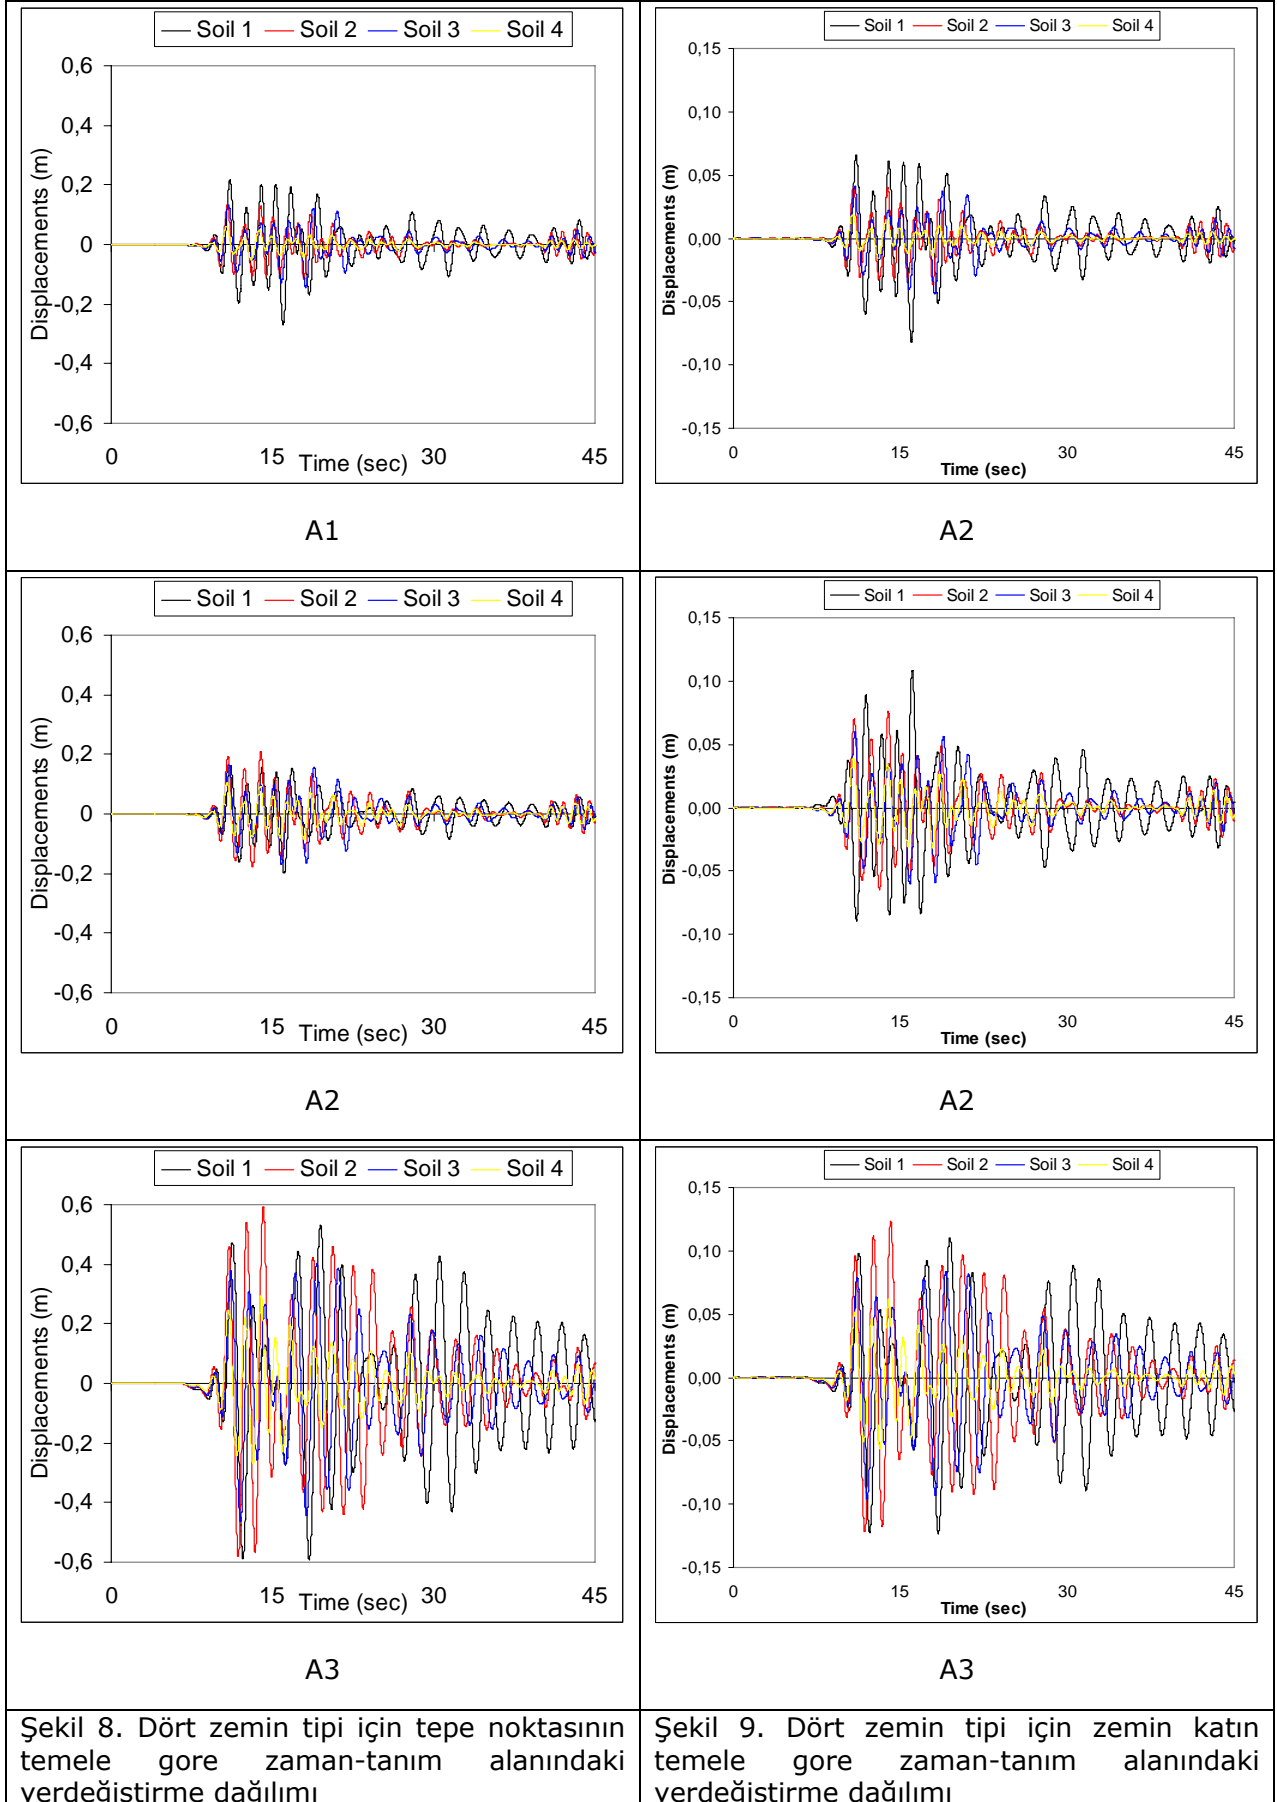 Soil 1 Soil 2 Soil 3 Soil 4
0,6
0,4
0,2
0
-0,2
-0,4
-0,6
Displacements (m)
0 15 30 45
Time (sec)
A1
Soil 1 Soil 2 Soil 3 Soil 4
0,15
0,10
0,05
0,00
-0,05
-0,10
-0,15
Displacements (m)
0 15 30 45
Time (sec)
A2
Soil 1 Soil 2 Soil 3 Soil 4
0,6
0,4
0,2
0
-0,2
-0,4
-0,6
Displacements (m)
0 15 30 45
Time (sec)
A2
Soil 1 Soil 2 Soil 3 Soil 4
0,15
0,10
0,05
0,00
-0,05
-0,10
-0,15
Displacements (m)
0 15 30 45
Time (sec)
A2
Soil 1 Soil 2 Soil 3 Soil 4
0,6
0,4
0,2
0
-0,2
-0,4
-0,6
Displacements (m)
0 15 30 45
Time (sec)
A3
Soil 1 Soil 2 Soil 3 Soil 4
0,15
0,10
0,05
0,00
-0,05
-0,10
-0,15
Displacements (m)
0 15 30 45
Time (sec)
A3
Şekil 8. Dört zemin tipi için tepe noktasının
temele gore zaman-tanım alanındaki
yerdeğiştirme dağılımı
Şekil 9. Dört zemin tipi için zemin katın
temele gore zaman-tanım alanındaki
yerdeğiştirme dağılımı